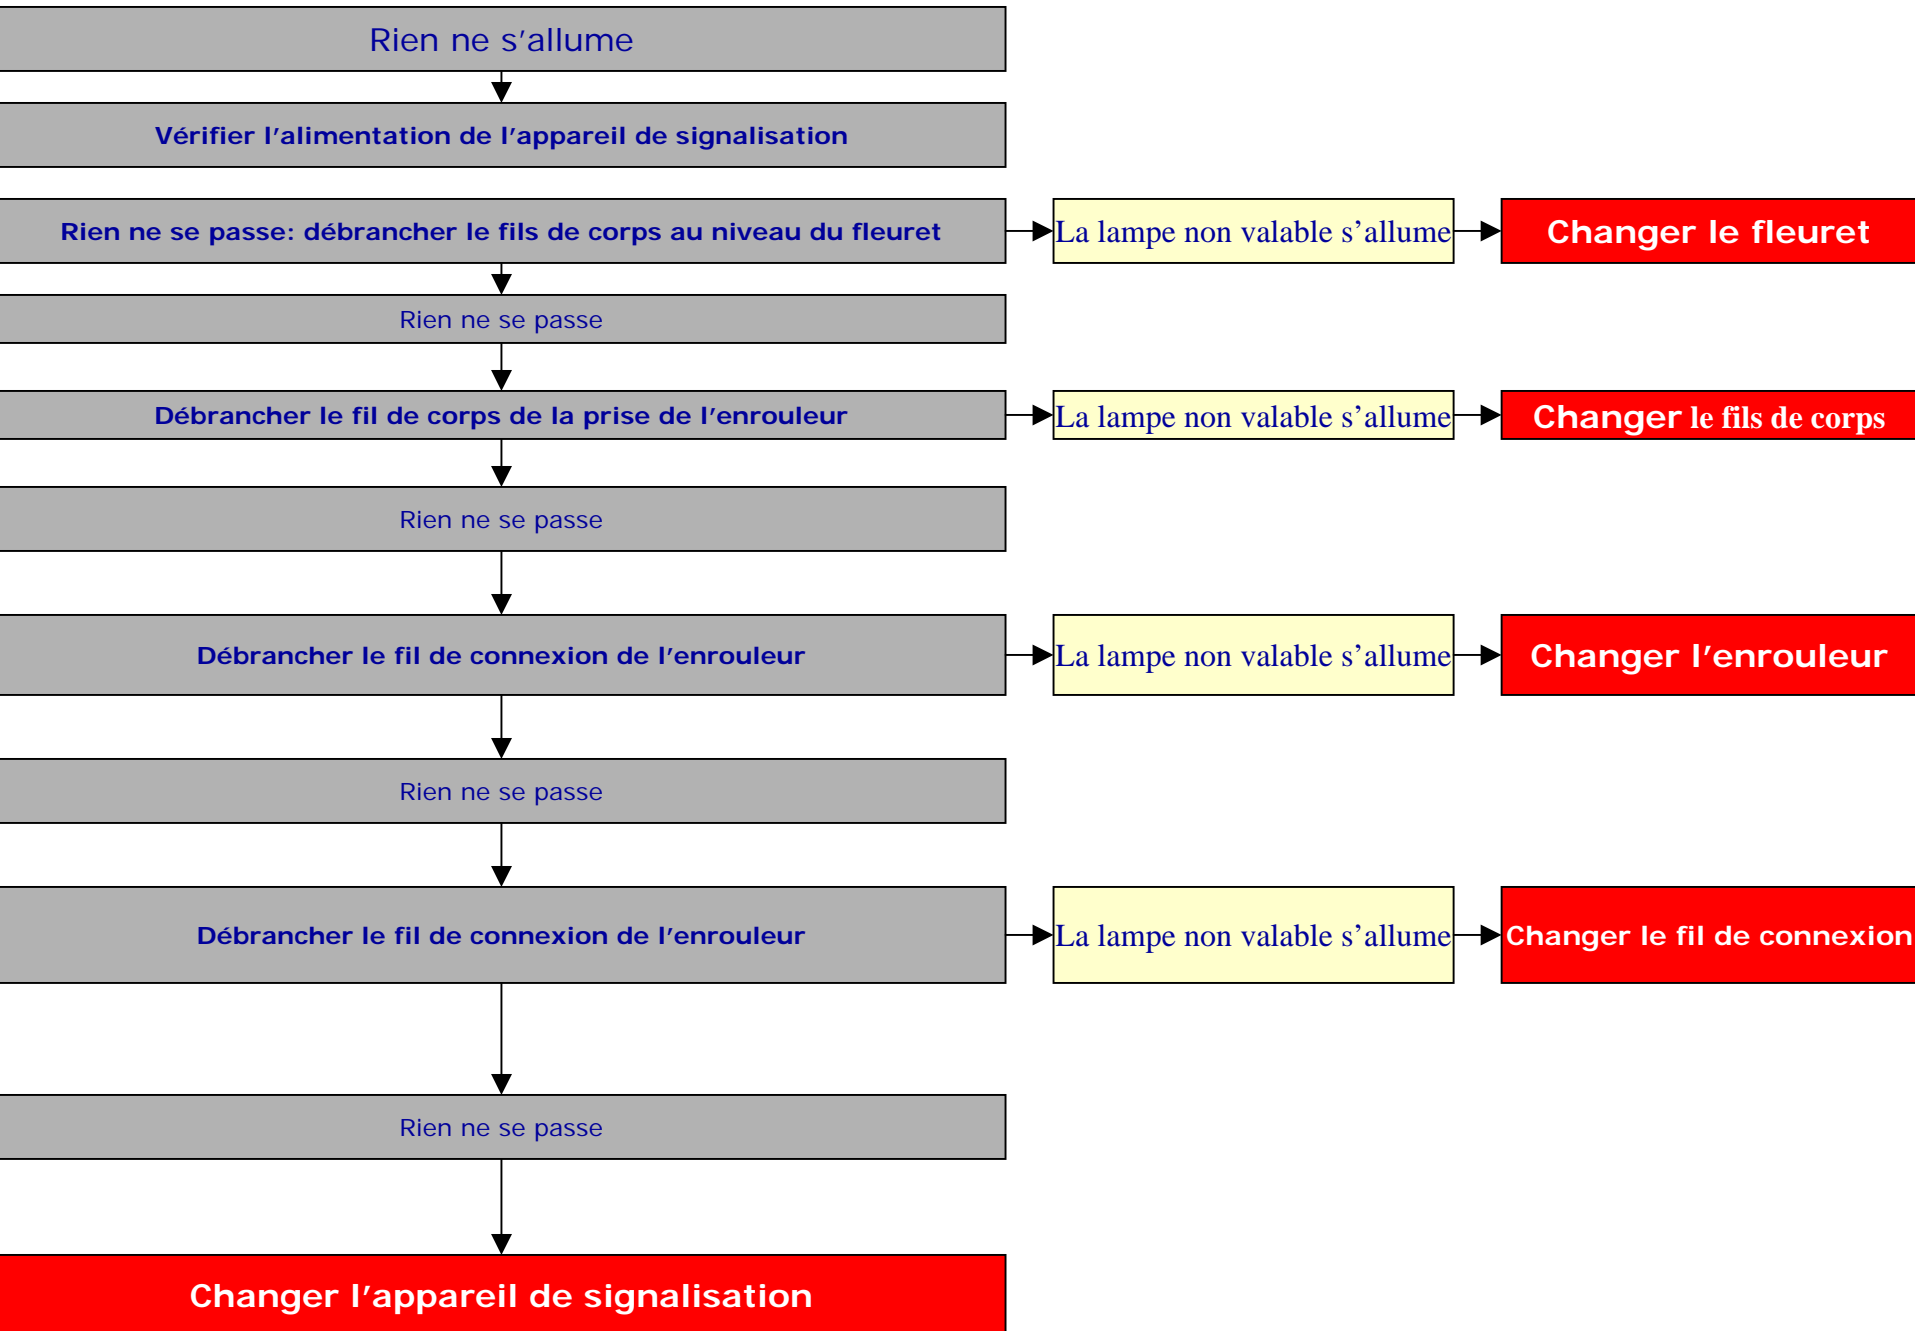 Rien ne s’allume
Vérifier l’alimentation de l’appareil de signalisation
Rien ne se passe: débrancher le fils de corps au niveau du fleuret
La lampe non valable s’allume
Changer le fleuret
Rien ne se passe
Débrancher le fil de corps de la prise de l’enrouleur
La lampe non valable s’allume
Changer le fils de corps
Rien ne se passe
Débrancher le fil de connexion de l’enrouleur
La lampe non valable s’allume
Changer l’enrouleur
Rien ne se passe
Débrancher le fil de connexion de l’enrouleur
La lampe non valable s’allume
Changer le fil de connexion
Rien ne se passe
Changer l’appareil de signalisation